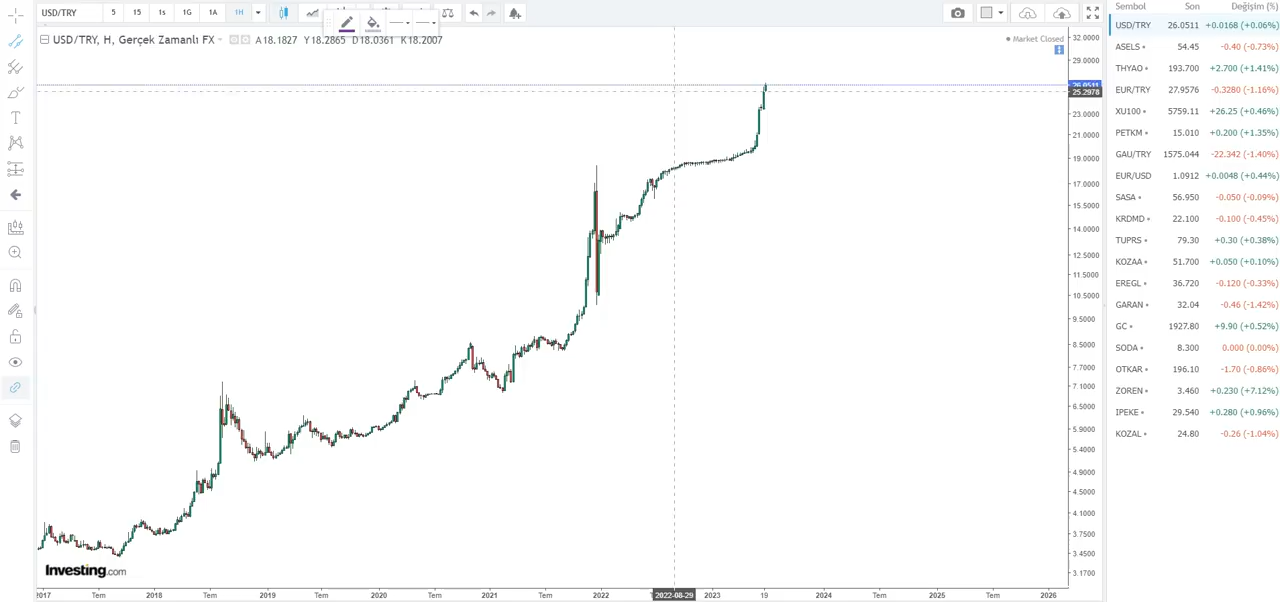 USD/TRY 5 15 1s 1G 1A 1H
USD/TRY, H, Gerçek Zamanlı FX A18.1827 Y18.2865 D18.0361 K18.2007
Market Closed
32.0000
29.0000
26.0511
25.2978
23.0000
21.0000
19.0000
17.0000
15.5000
14.0000
12.5000
11.5000
10.5000
9.5000
8.5000
7.7000
7.1000
6.5000
5.9000
5.4000
4.9000
4.5000
4.1000
3.7500
3.4500
3.1700
Investing.com
2017 Tem 2018 Tem 2019 Tem 2020 Tem 2021 Tem 2022 2022-08-29 2023 19 2024 Tem 2025 Tem 2026
Sembol Son Değişim (%)
USD/TRY 26.0511 +0.0168 (+0.06%)
ASELS 54.45 -0.40 (-0.73%)
THYAO 193.700 +2.700 (+1.41%)
EUR/TRY 27.9576 -0.3280 (-1.16%)
XU100 5759.11 +26.25 (+0.46%)
PETKM 15.010 +0.200 (+1.35%)
GAU/TRY 1575.044 -22.342 (-1.40%)
EUR/USD 1.0912 +0.0048 (+0.44%)
SASA 56.950 -0.050 (-0.09%)
KRDMD 22.100 -0.100 (-0.45%)
TUPRS 79.30 +0.30 (+0.38%)
KOZAA 51.700 +0.050 (+0.10%)
EREGL 36.720 -0.120 (-0.33%)
GARAN 32.04 -0.46 (-1.42%)
GC 1927.80 +9.90 (+0.52%)
SODA 8.300 0.000 (0.00%)
OTKAR 196.10 -1.70 (-0.86%)
ZOREN 3.460 +0.230 (+7.12%)
IPEKE 29.540 +0.280 (+0.96%)
KOZAL 24.80 -0.26 (-1.04%)